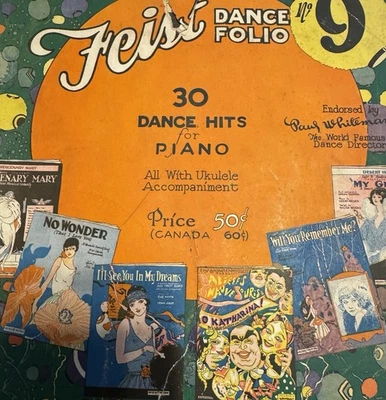 Feist DANCE FOLIO
No 9
30
DANCE HITS
for
PIANO
All With Ukulele
Accompaniment
Price 50¢
(CANADA 60¢)
Endorsed by
Paul Whiteman
The World Famous
Dance Director
ENARY MARY
NO WONDER
I'll See You In My Dreams
O KATHARINA
Will You Remember Me?